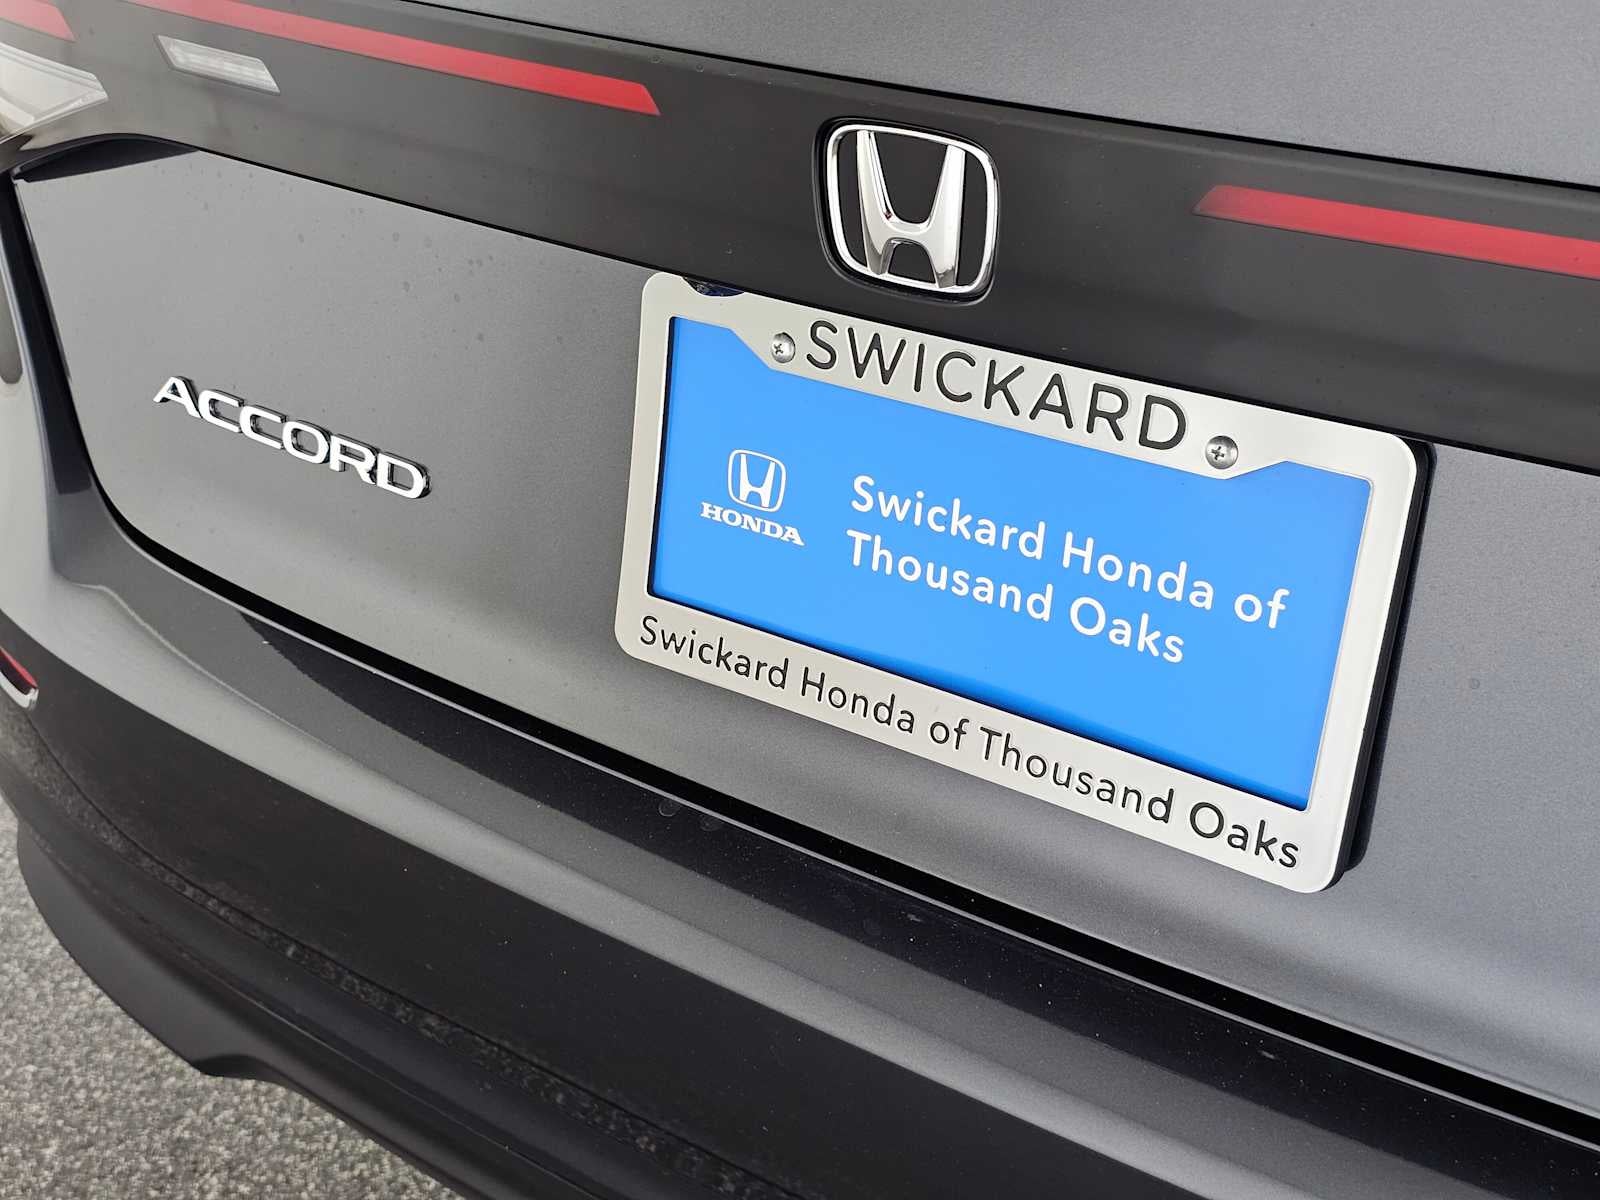 ACCORD
SWICKARD
HONDA
Swickard Honda of
Thousand Oaks
Swickard Honda of Thousand Oaks